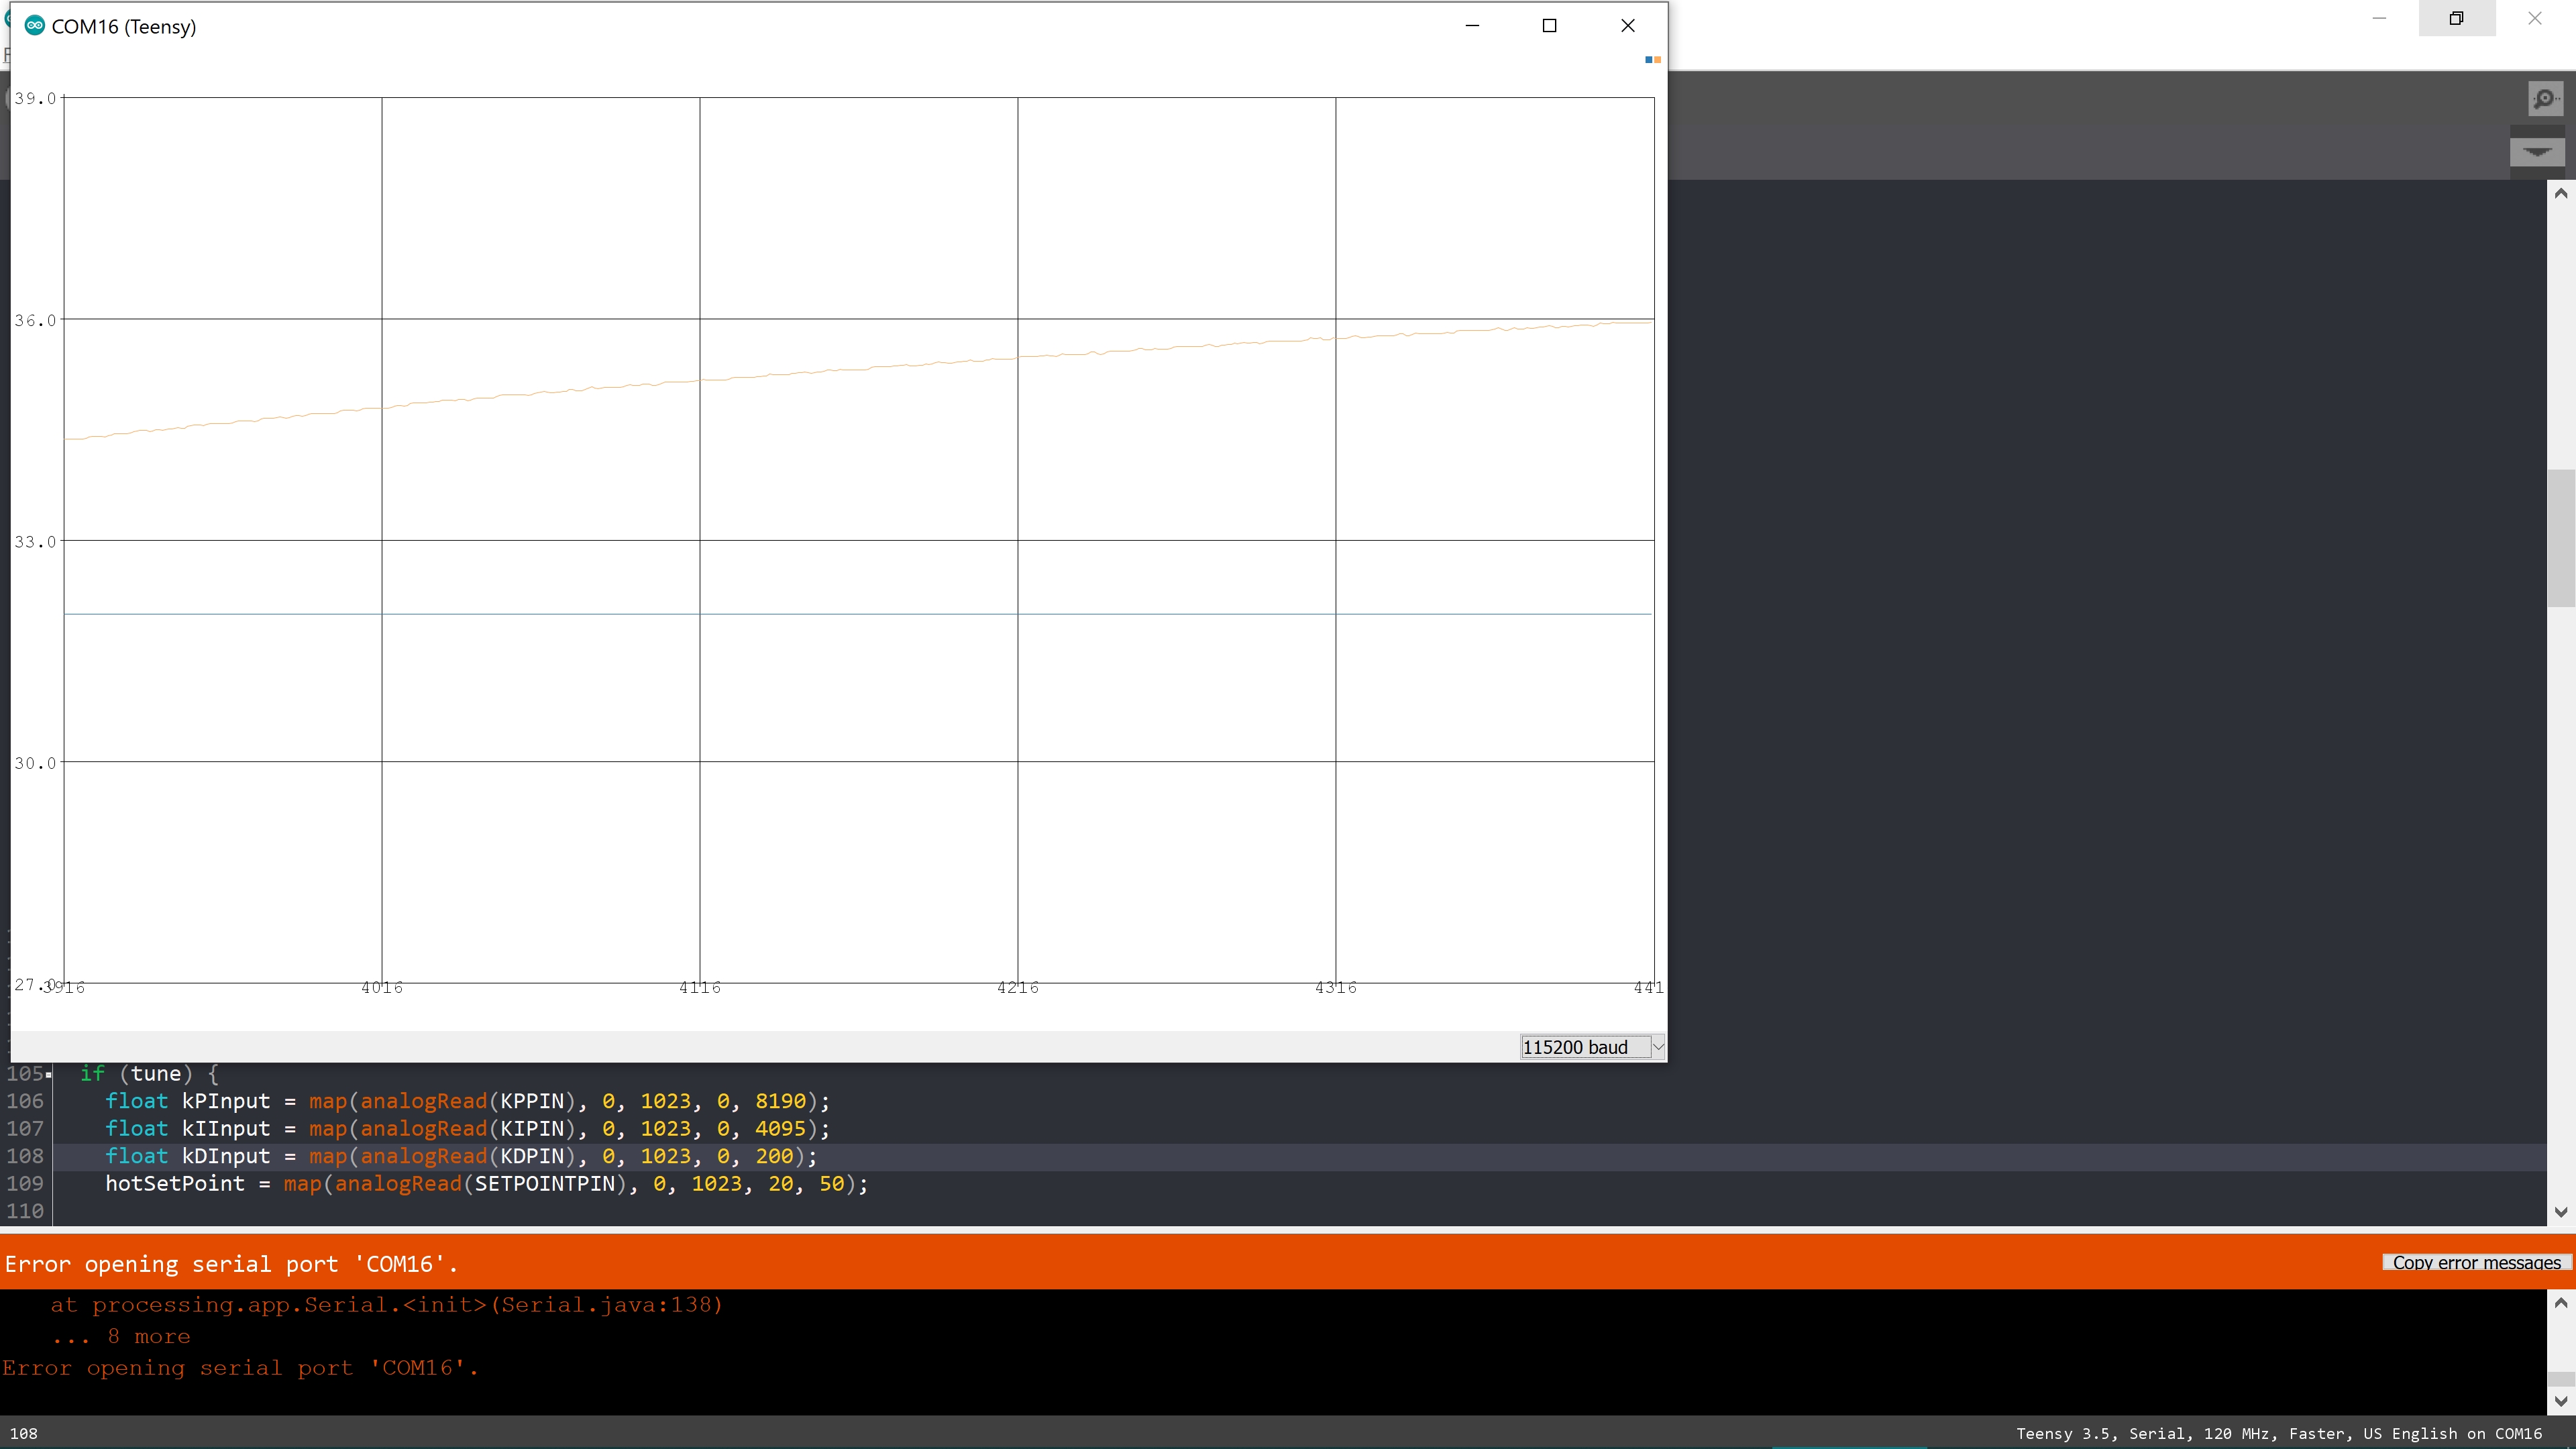 COM16 (Teensy)
39.0
36.0
33.0
30.0
27.0
3916 4016 4116 4216 4316 441
115200 baud
105 if (tune) {
106 float kPInput = map(analogRead(KPPIN), 0, 1023, 0, 8190);
107 float kIInput = map(analogRead(KIPIN), 0, 1023, 0, 4095);
108 float kDInput = map(analogRead(KDPIN), 0, 1023, 0, 200);
109 hotSetPoint = map(analogRead(SETPOINTPIN), 0, 1023, 20, 50);
110
Error opening serial port 'COM16'.
Copy error messages
at processing.app.Serial.<init>(Serial.java:138)
... 8 more
Error opening serial port 'COM16'.
108
Teensy 3.5, Serial, 120 MHz, Faster, US English on COM16